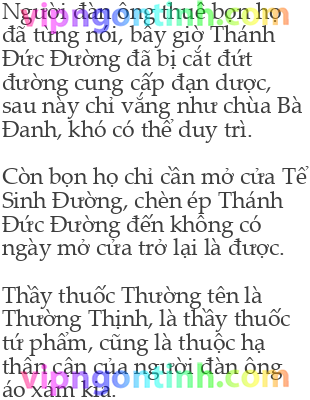 Người đàn ông thuê bọn họ
đã từng nói, bây giờ Thánh
Đức Đường đã bị cắt đứt
đường cung cấp đạn dược,
sau này chỉ vắng như chùa Bà
Đanh, khó có thể duy trì.
Còn bọn họ chỉ cần mở cửa Tể
Sinh Đường, chèn ép Thánh
Đức Đường đến không có
ngày mở cửa trở lại là được.
Thầy thuốc Thường tên là
Thường Thịnh, là thầy thuốc
tứ phẩm, cũng là thuộc hạ
thân cận của người đàn ông
áo xám kia.
vipngontinh.com
vipngontinh.com